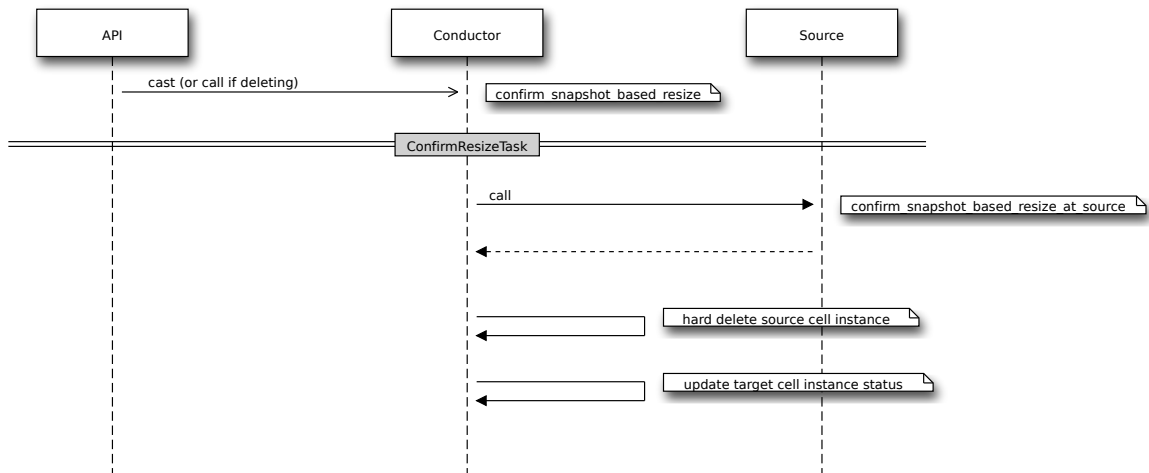 API
Conductor
Source
cast (or call if deleting)
confirm_snapshot_based_resize
ConfirmResizeTask
call
confirm_snapshot_based_resize_at_source
hard delete source cell instance
update target cell instance status